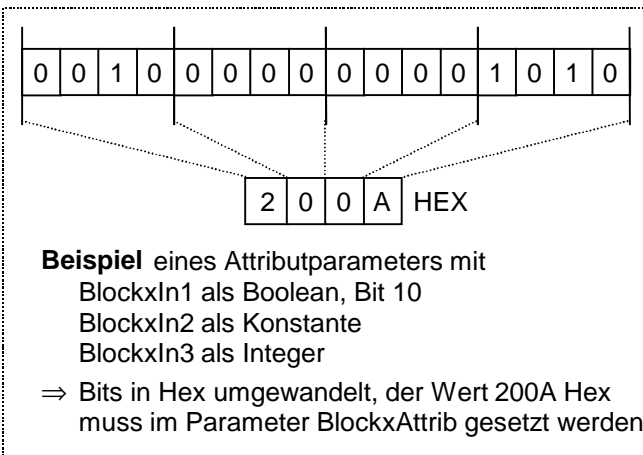 0 0 1 0 0 0 0 0 0 0 0 0 1 0 1 0
2 0 0 A HEX
Beispiel eines Attributparameters mit
BlockxIn1 als Boolean, Bit 10
BlockxIn2 als Konstante
BlockxIn3 als Integer
⇒ Bits in Hex umgewandelt, der Wert 200A Hex
muss im Parameter BlockxAttrib gesetzt werden